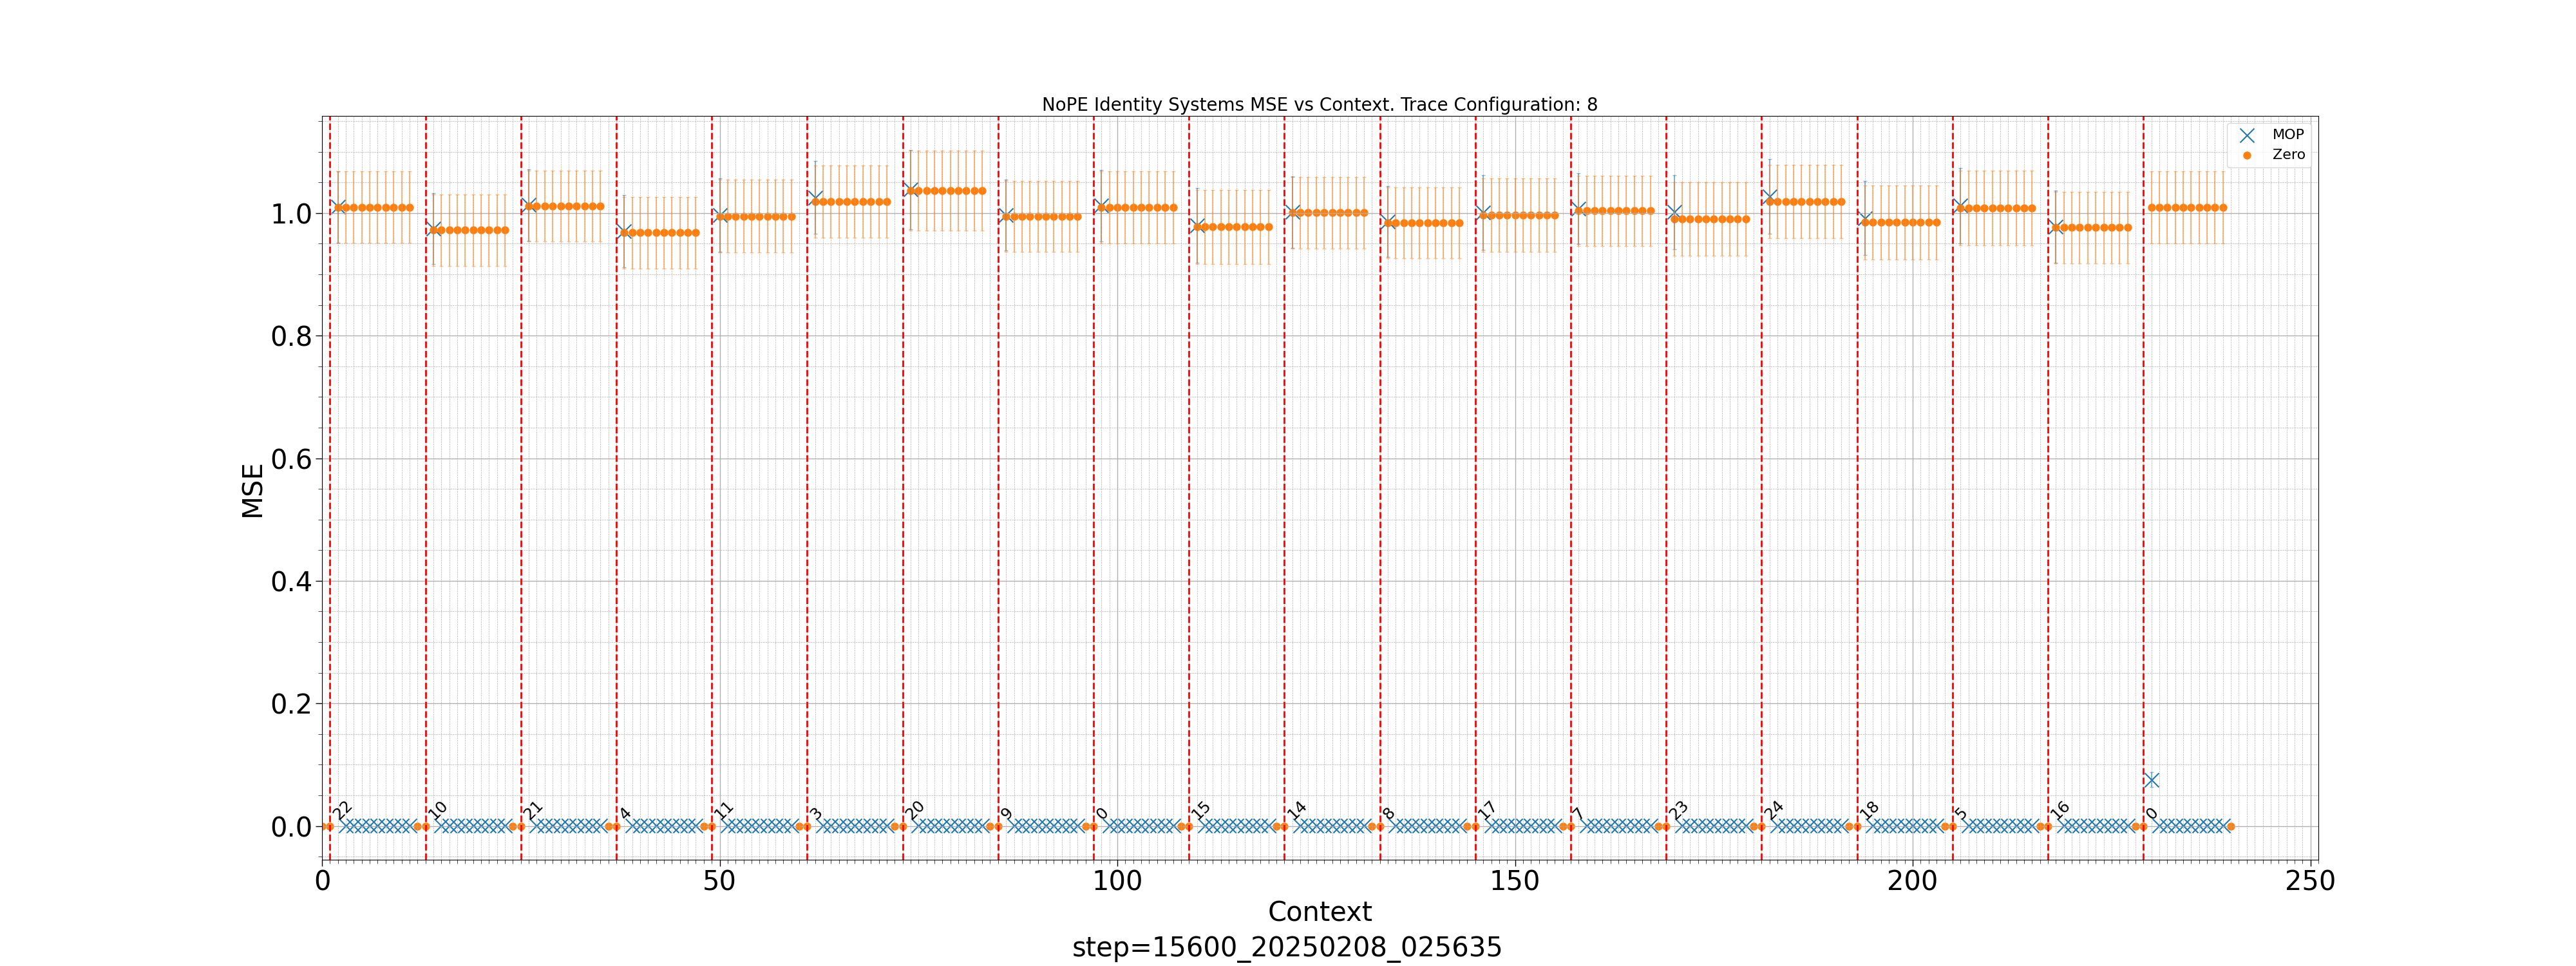 NoPE Identity Systems MSE vs Context. Trace Configuration: 8
MOP
Zero
MSE
1.0
0.8
0.6
0.4
0.2
0.0
22 10 21 4 11 3 20 9 0 15 14 8 17 7 23 24 18 5 16 0
0 50 100 150 200 250
Context
step=15600_20250208_025635